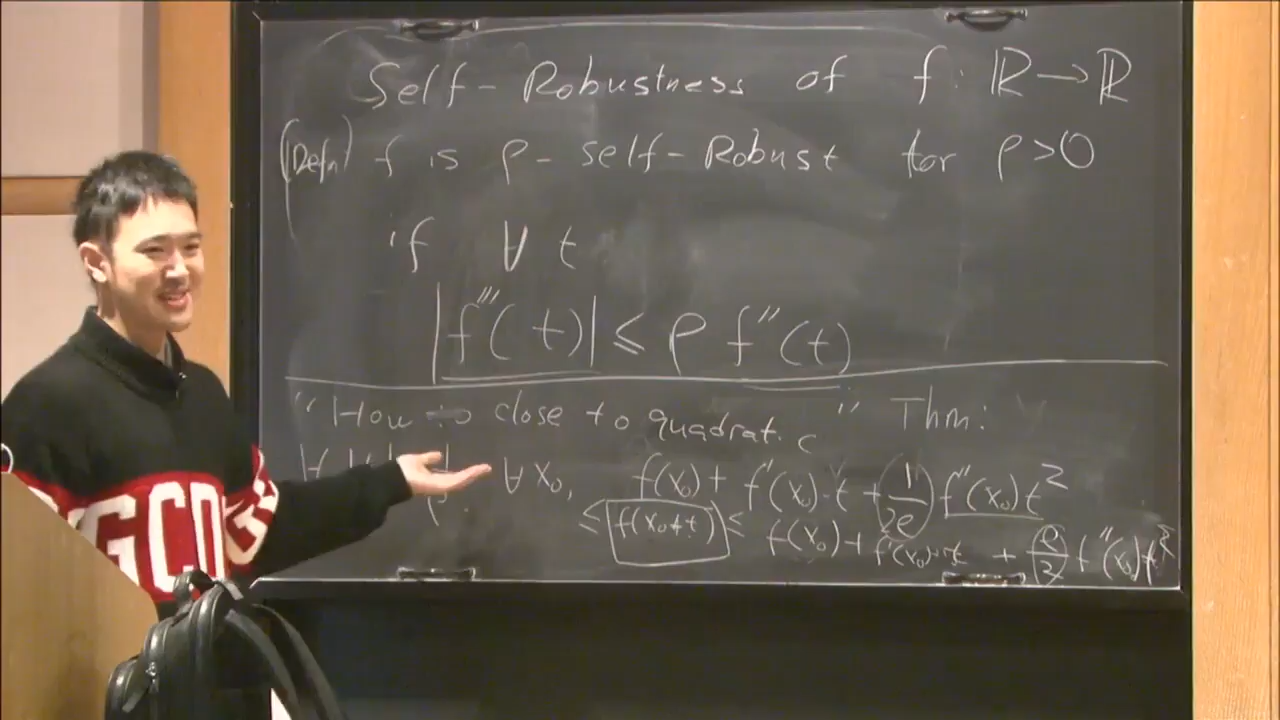 Self-Robustness of f: ℝ → ℝ
(Defn) f is ρ-self-Robust for ρ>0
if ∀ t
|f'''(t)| ≤ ρ f''(t)
"How to close to quadratic" Thm:
∀ x₀, f(x₀) + f'(x₀)·t + (1/2e) f''(x₀) t²
≤ f(x₀+t) ≤ f(x₀) + f'(x₀)·t + (e/2) f''(x₀) t²
GCDG